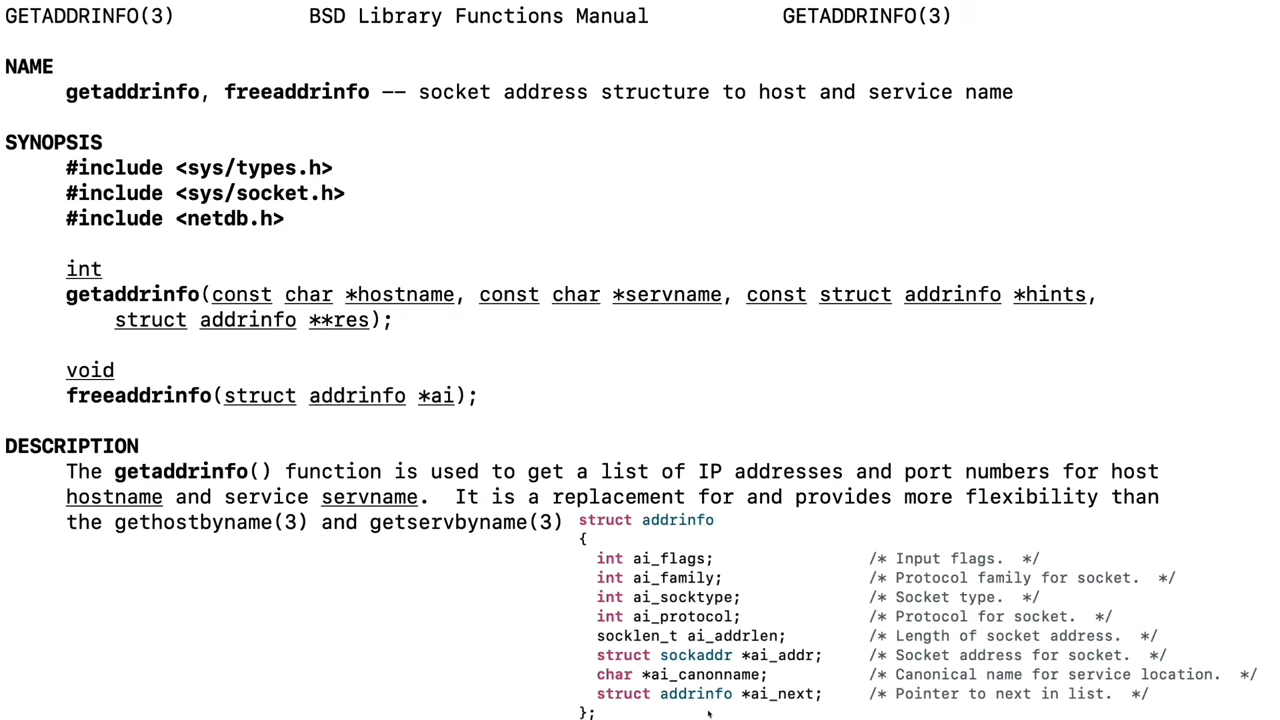 GETADDRINFO(3) BSD Library Functions Manual GETADDRINFO(3)
NAME
getaddrinfo, freeaddrinfo -- socket address structure to host and service name
SYNOPSIS
#include <sys/types.h>
#include <sys/socket.h>
#include <netdb.h>
int
getaddrinfo(const char *hostname, const char *servname, const struct addrinfo *hints,
struct addrinfo **res);
void
freeaddrinfo(struct addrinfo *ai);
DESCRIPTION
The getaddrinfo() function is used to get a list of IP addresses and port numbers for host
hostname and service servname. It is a replacement for and provides more flexibility than
the gethostbyname(3) and getservbyname(3)
struct addrinfo
{
int ai_flags; /* Input flags. */
int ai_family; /* Protocol family for socket. */
int ai_socktype; /* Socket type. */
int ai_protocol; /* Protocol for socket. */
socklen_t ai_addrlen; /* Length of socket address. */
struct sockaddr *ai_addr; /* Socket address for socket. */
char *ai_canonname; /* Canonical name for service location. */
struct addrinfo *ai_next; /* Pointer to next in list. */
};